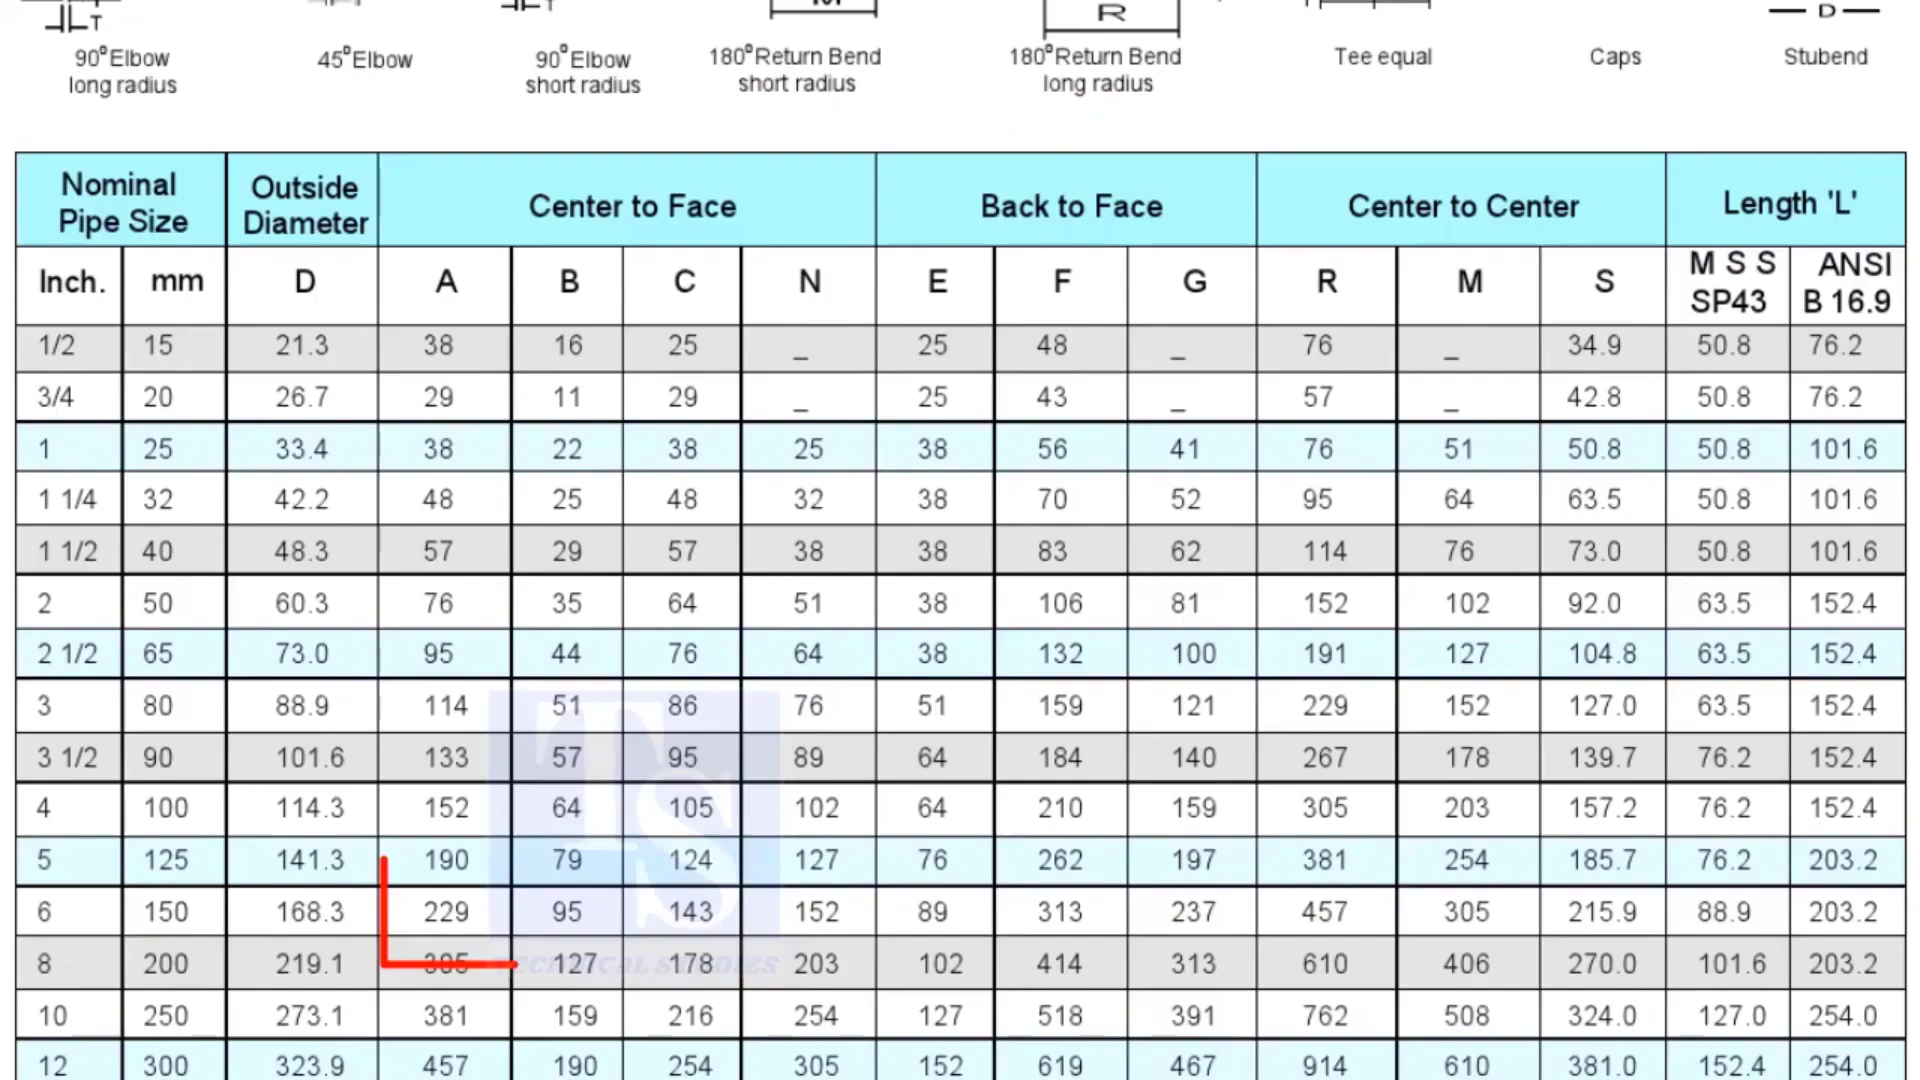 T
T
R
D
90°Elbow
long radius
45°Elbow
90°Elbow
short radius
180°Return Bend
short radius
180°Return Bend
long radius
Tee equal
Caps
Stubend
Nominal
Pipe Size
Outside
Diameter
Center to Face
Back to Face
Center to Center
Length 'L'
Inch. mm D A B C N E F G R M S M S S SP43 ANSI B 16.9
1/2 15 21.3 38 16 25 _ 25 48 _ 76 _ 34.9 50.8 76.2
3/4 20 26.7 29 11 29 _ 25 43 _ 57 _ 42.8 50.8 76.2
1 25 33.4 38 22 38 25 38 56 41 76 51 50.8 50.8 101.6
1 1/4 32 42.2 48 25 48 32 38 70 52 95 64 63.5 50.8 101.6
1 1/2 40 48.3 57 29 57 38 38 83 62 114 76 73.0 50.8 101.6
2 50 60.3 76 35 64 51 38 106 81 152 102 92.0 63.5 152.4
2 1/2 65 73.0 95 44 76 64 38 132 100 191 127 104.8 63.5 152.4
3 80 88.9 114 51 86 76 51 159 121 229 152 127.0 63.5 152.4
3 1/2 90 101.6 133 57 95 89 64 184 140 267 178 139.7 76.2 152.4
4 100 114.3 152 64 105 102 64 210 159 305 203 157.2 76.2 152.4
5 125 141.3 190 79 124 127 76 262 197 381 254 185.7 76.2 203.2
6 150 168.3 229 95 143 152 89 313 237 457 305 215.9 88.9 203.2
8 200 219.1 127 178 203 102 414 313 610 406 270.0 101.6 203.2
10 250 273.1 381 159 216 254 127 518 391 762 508 324.0 127.0 254.0
12 300 323.9 457 190 254 305 152 619 467 914 610 381.0 152.4 254.0
TS
TECHNICAL STUDIES